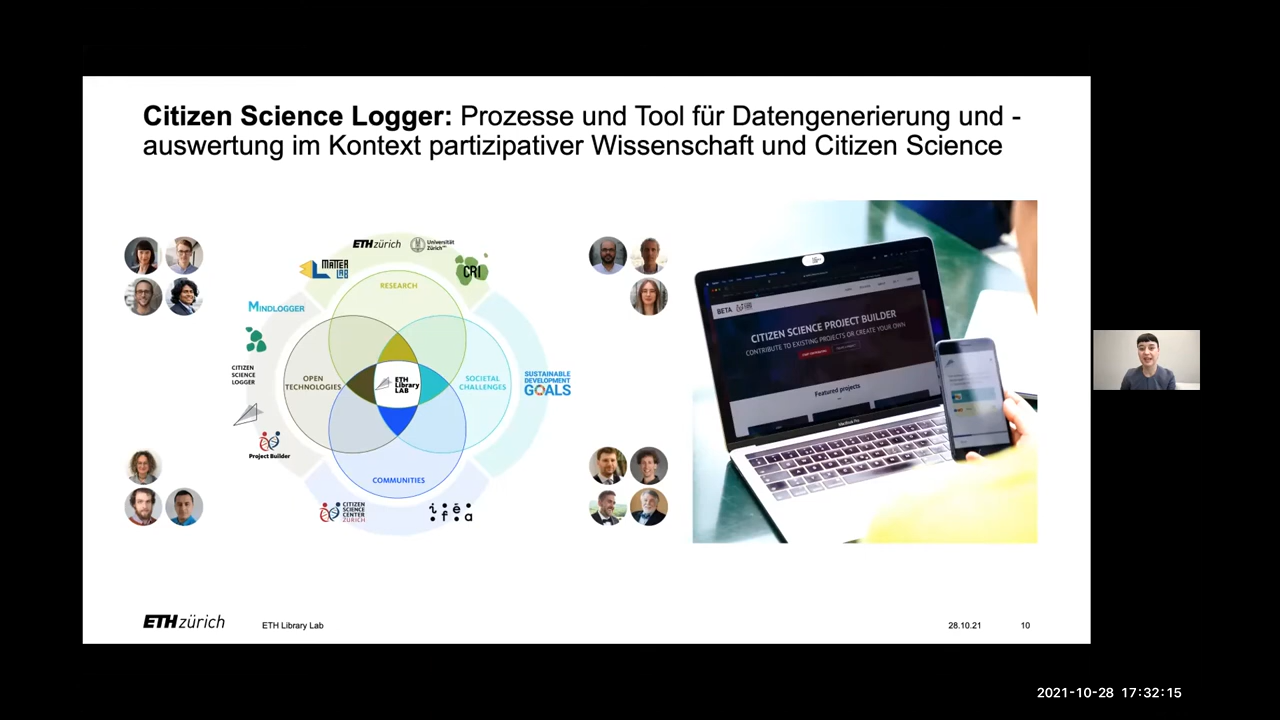 Citizen Science Logger: Prozesse und Tool für Datengenerierung und -
auswertung im Kontext partizipativer Wissenschaft und Citizen Science
ETH zürich
Universität
Zürich
MATTER
LAB
CRI
RESEARCH
MINDLOGGER
CITIZEN
SCIENCE
LOGGER
OPEN
TECHNOLOGIES
ETH
Library
LAB
SOCIETAL
CHALLENGES
SUSTAINABLE
DEVELOPMENT
GOALS
Project Builder
COMMUNITIES
CITIZEN
SCIENCE
CENTER
ZURICH
BETA
CITIZEN SCIENCE PROJECT BUILDER
CONTRIBUTE TO EXISTING PROJECTS OR CREATE YOUR OWN
Featured projects
MacBook Pro
ETH zürich
ETH Library Lab
28.10.21
10
2021-10-28 17:32:15